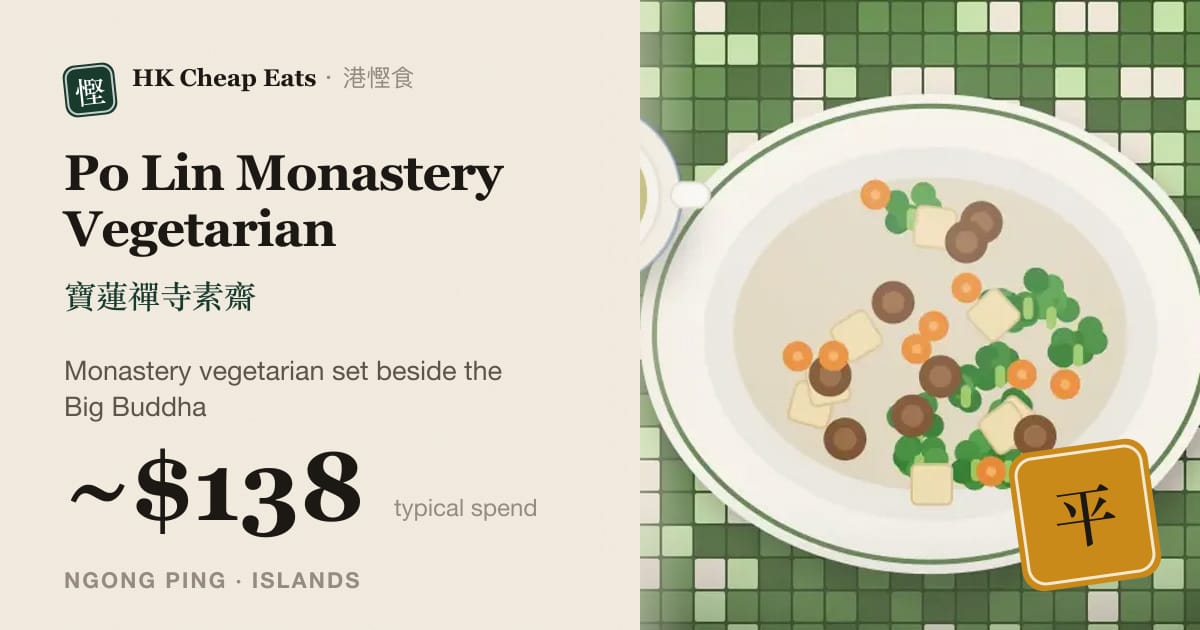 慳
HK Cheap Eats · 港慳食
Po Lin Monastery
Vegetarian
寶蓮禪寺素齋
Monastery vegetarian set beside the
Big Buddha
~$138 typical spend
NGONG PING · ISLANDS
平